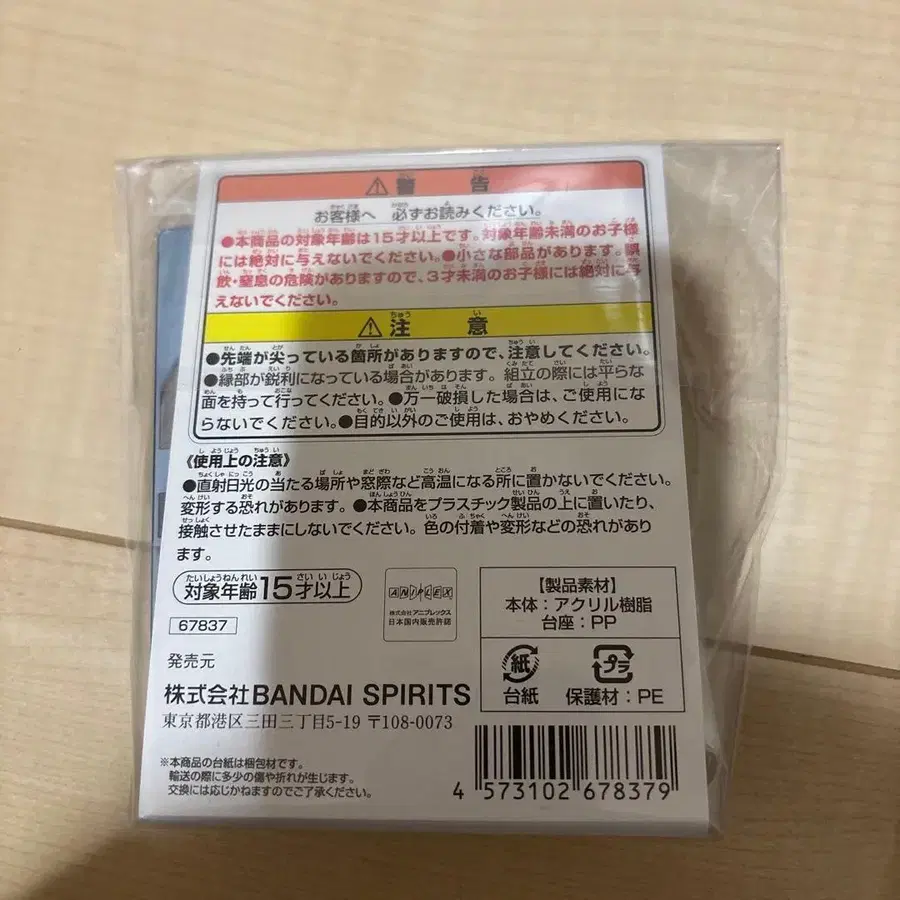 ⚠警告
お客様へ 必ずお読みください。
●本商品の対象年齢は15才以上です。対象年齢未満のお子様
には絶対に与えないでください。●小さな部品があります。誤
飲・窒息の危険がありますので、3才未満のお子様には絶対に与
えないでください。
⚠注意
●先端が尖っている箇所がありますので、注意してください。
●縁部が鋭利になっている場合があります。組立の際には平らな
面を持って行ってください。●万一破損した場合は、ご使用にな
らないでください。●目的以外のご使用は、おやめください。
《使用上の注意》
●直射日光の当たる場所や窓際など高温になる所に置かないでください。
変形する恐れがあります。●本商品をプラスチック製品の上に置いたり、
接触させたままにしないでください。色の付着や変形などの恐れがあり
ます。
対象年齢15才以上
ANIPLEX
株式会社アニプレックス
日本国内販売許諾
【製品素材】
本体:アクリル樹脂
台座:PP
67837
紙
台紙
プラ
保護材:PE
発売元
株式会社BANDAI SPIRITS
東京都港区三田三丁目5-19 〒108-0073
※本商品の台紙は梱包材です。
輸送の際に多少の傷や折れが生じます。
交換には応じかねますのでご了承ください。
4 573102 678379